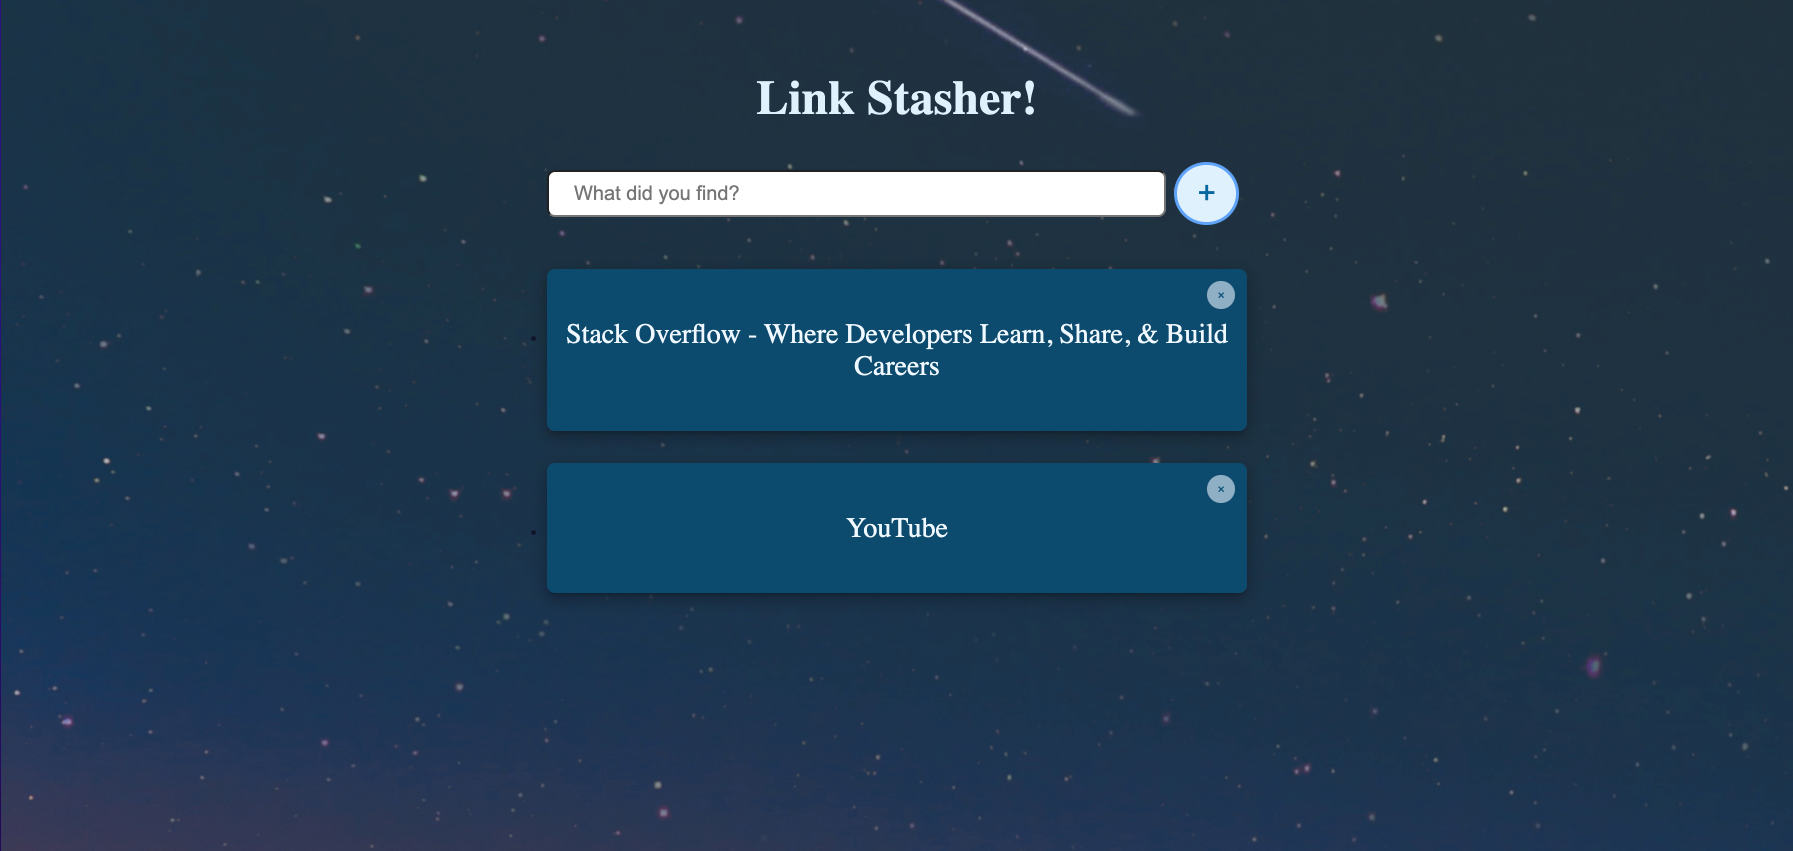 Link Stasher!
What did you find?
+
×
Stack Overflow - Where Developers Learn, Share, & Build
Careers
×
YouTube